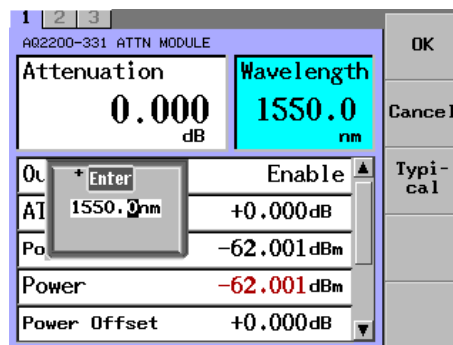 1 2 3
AQ2200-331 ATTN MODULE
Attenuation
0.000
dB
Wavelength
1550.0
nm
Enable
+ Enter
1550.0nm
AT
+0.000dB
Po
-62.001dBm
Power
-62.001dBm
Power Offset
+0.000dB
OK
Cancel
Typi-
cal